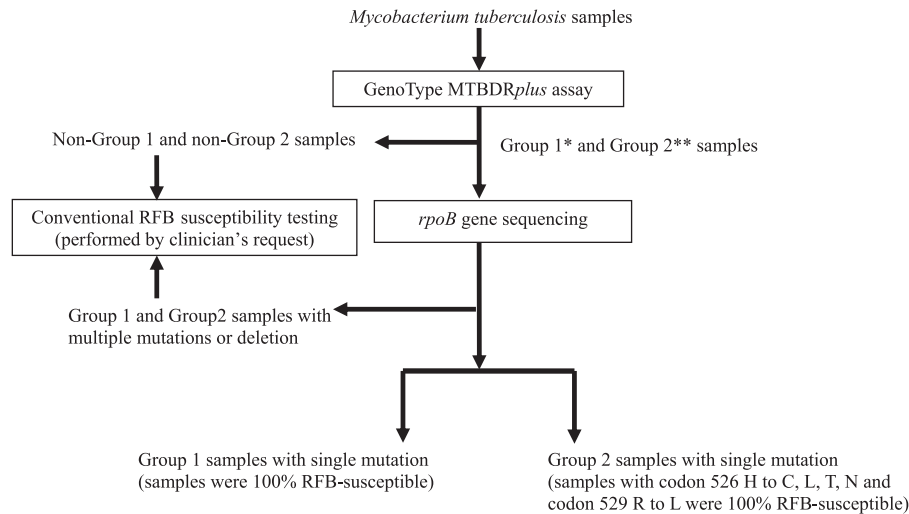 Mycobacterium tuberculosis samples
GenoType MTBDRplus assay
Non-Group 1 and non-Group 2 samples
Group 1* and Group 2** samples
Conventional RFB susceptibility testing
(performed by clinician's request)
rpoB gene sequencing
Group 1 and Group2 samples with
multiple mutations or deletion
Group 1 samples with single mutation
(samples were 100% RFB-susceptible)
Group 2 samples with single mutation
(samples with codon 526 H to C, L, T, N and
codon 529 R to L were 100% RFB-susceptible)